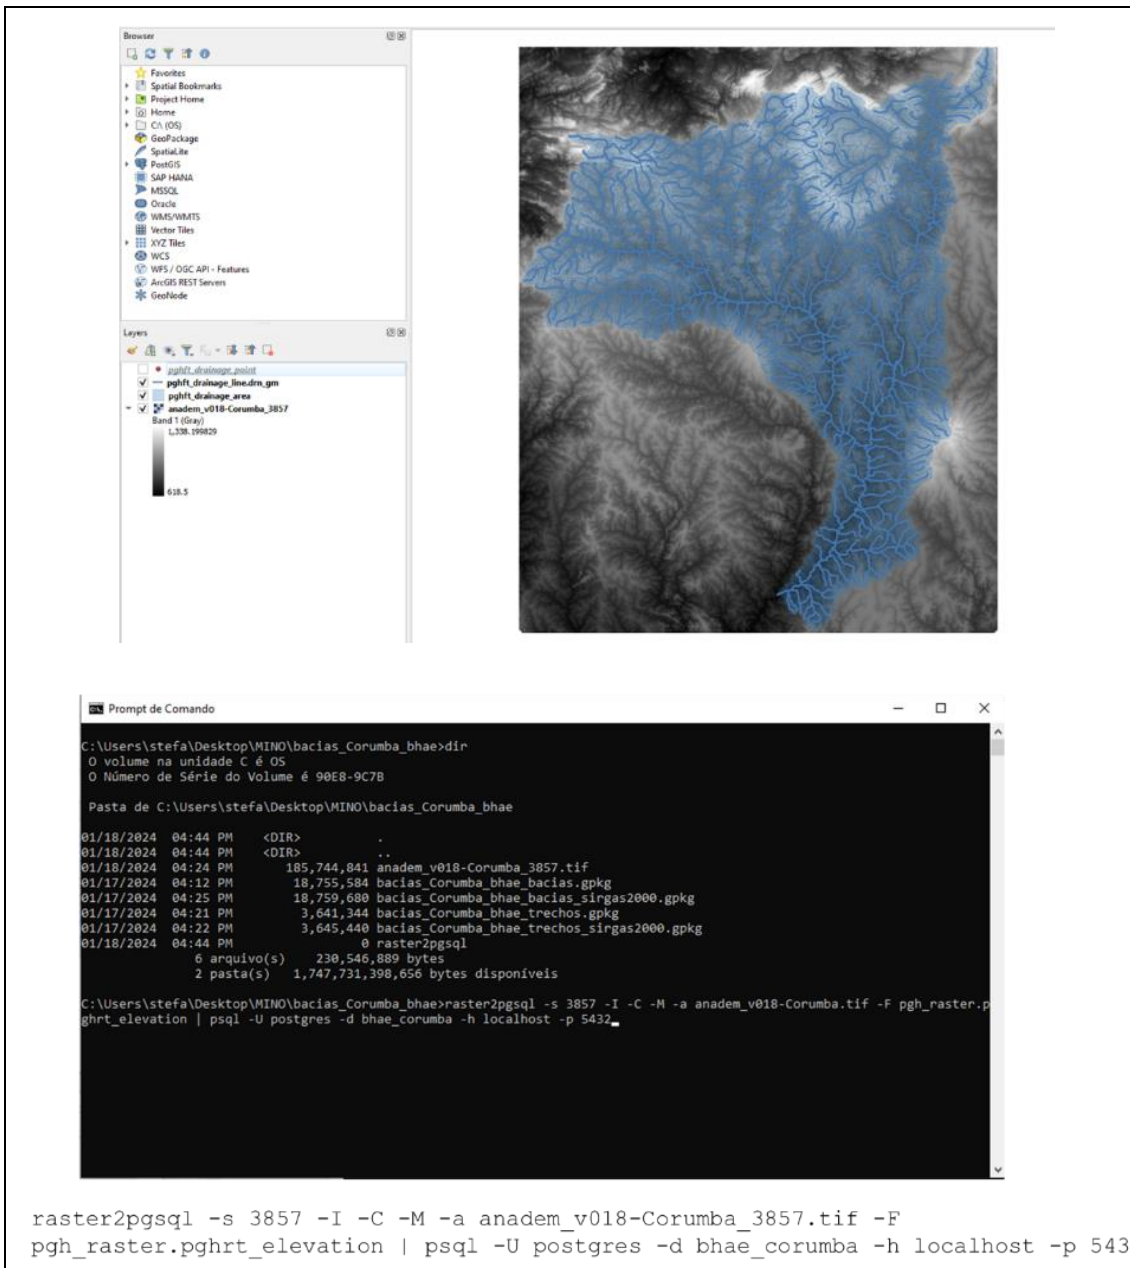 Browser
Favorites
Spatial Bookmarks
Project Home
Home
C:\ (OS)
GeoPackage
SpatiaLite
PostGIS
SAP HANA
MSSQL
Oracle
WMS/WMTS
Vector Tiles
XYZ Tiles
WCS
WFS / OGC API - Features
ArcGIS REST Servers
GeoNode
Layers
pghft_drainage_point
pghft_drainage_line.drn_gm
pghft_drainage_area
anadem_v018-Corumba_3857
Band 1 (Gray)
1,338.199829
618.5
Prompt de Comando
C:\Users\stefa\Desktop\MINO\bacias_Corumba_bhae>dir
O volume na unidade C é OS
O Número de Série do Volume é 90E8-9C7B
Pasta de C:\Users\stefa\Desktop\MINO\bacias_Corumba_bhae
01/18/2024 04:44 PM <DIR> .
01/18/2024 04:44 PM <DIR> ..
01/18/2024 04:24 PM 185,744,841 anadem_v018-Corumba_3857.tif
01/17/2024 04:12 PM 18,755,584 bacias_Corumba_bhae_bacias.gpkg
01/17/2024 04:25 PM 18,759,680 bacias_Corumba_bhae_bacias_sirgas2000.gpkg
01/17/2024 04:21 PM 3,641,344 bacias_Corumba_bhae_trechos.gpkg
01/17/2024 04:22 PM 3,645,440 bacias_Corumba_bhae_trechos_sirgas2000.gpkg
01/18/2024 04:44 PM 0 raster2pgsql
6 arquivo(s) 230,546,889 bytes
2 pasta(s) 1,747,731,398,656 bytes disponíveis
C:\Users\stefa\Desktop\MINO\bacias_Corumba_bhae>raster2pgsql -s 3857 -I -C -M -a anadem_v018-Corumba.tif -F pgh_raster.p
ghrt_elevation | psql -U postgres -d bhae_corumba -h localhost -p 5432
raster2pgsql -s 3857 -I -C -M -a anadem_v018-Corumba_3857.tif -F
pgh_raster.pghrt_elevation | psql -U postgres -d bhae_corumba -h localhost -p 543